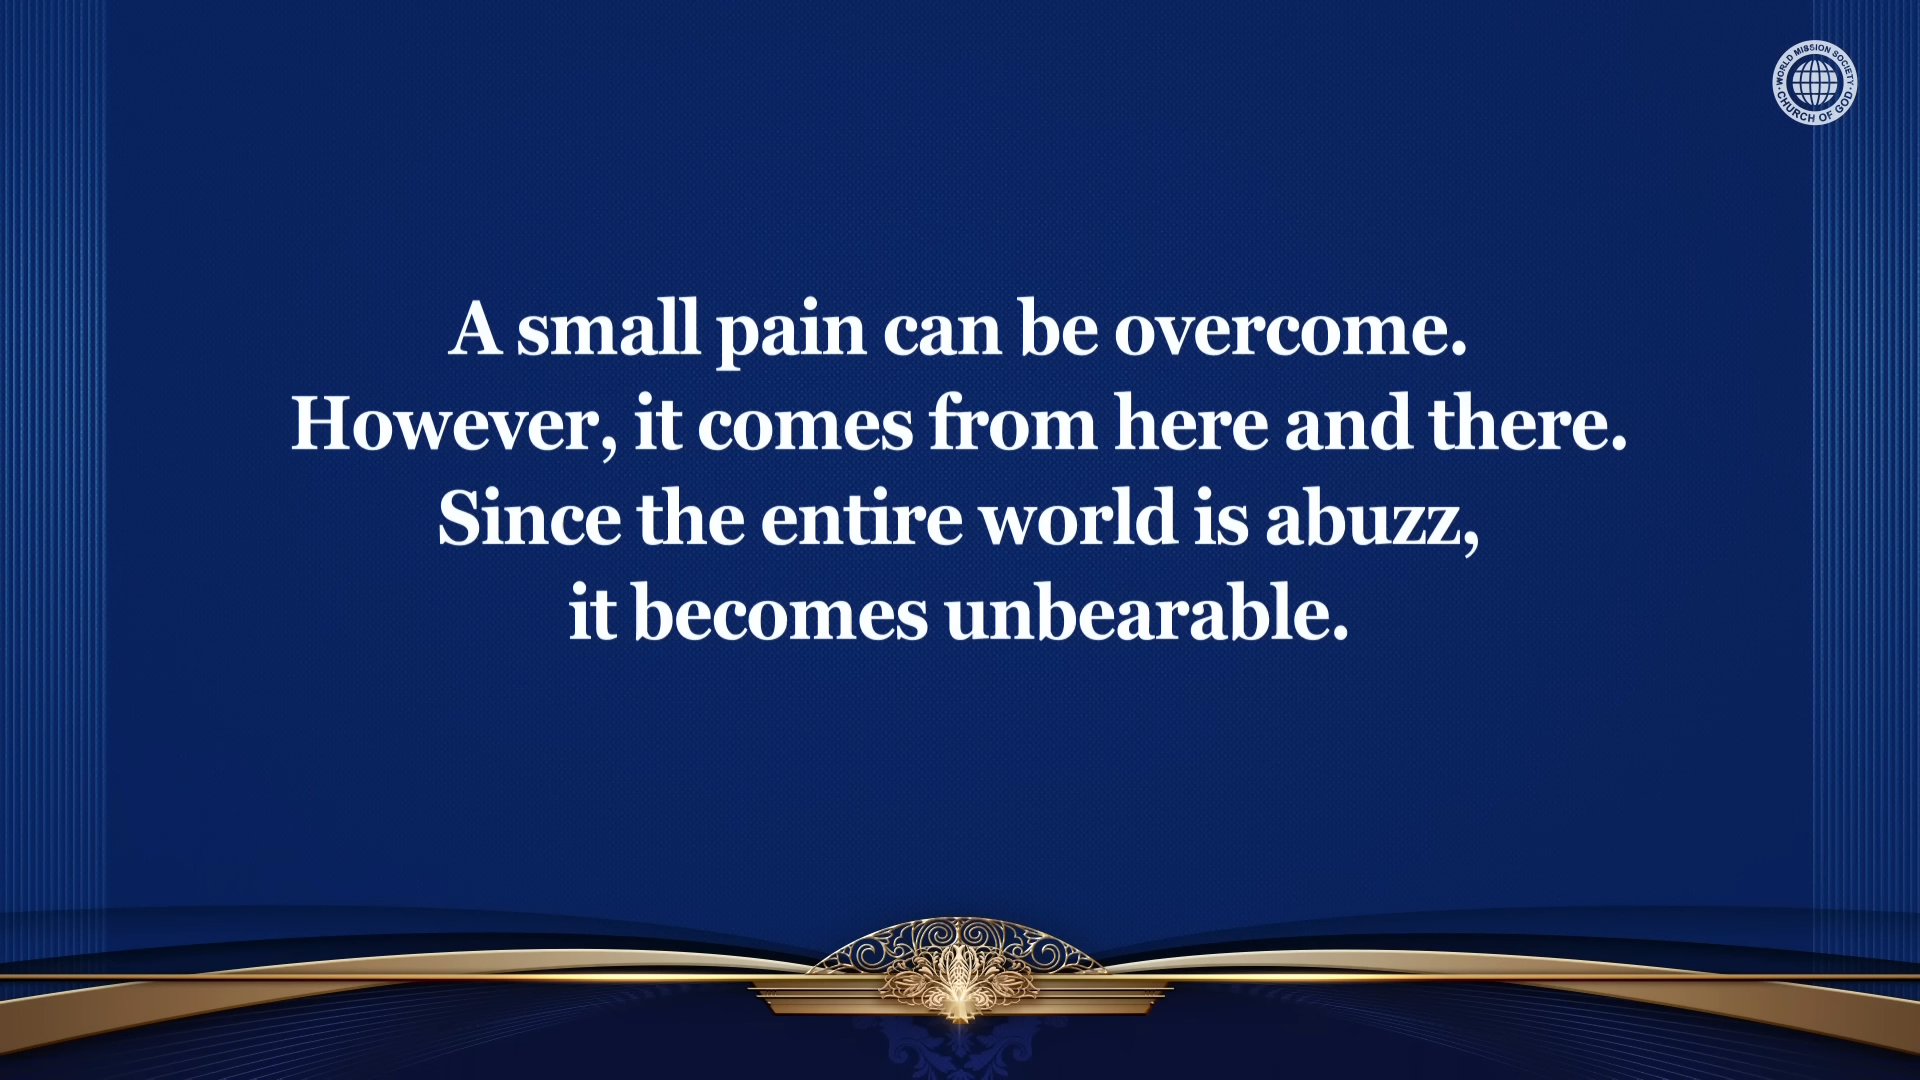 WORLD MISSION SOCIETY
CHURCH OF GOD
A small pain can be overcome.
However, it comes from here and there.
Since the entire world is abuzz,
it becomes unbearable.